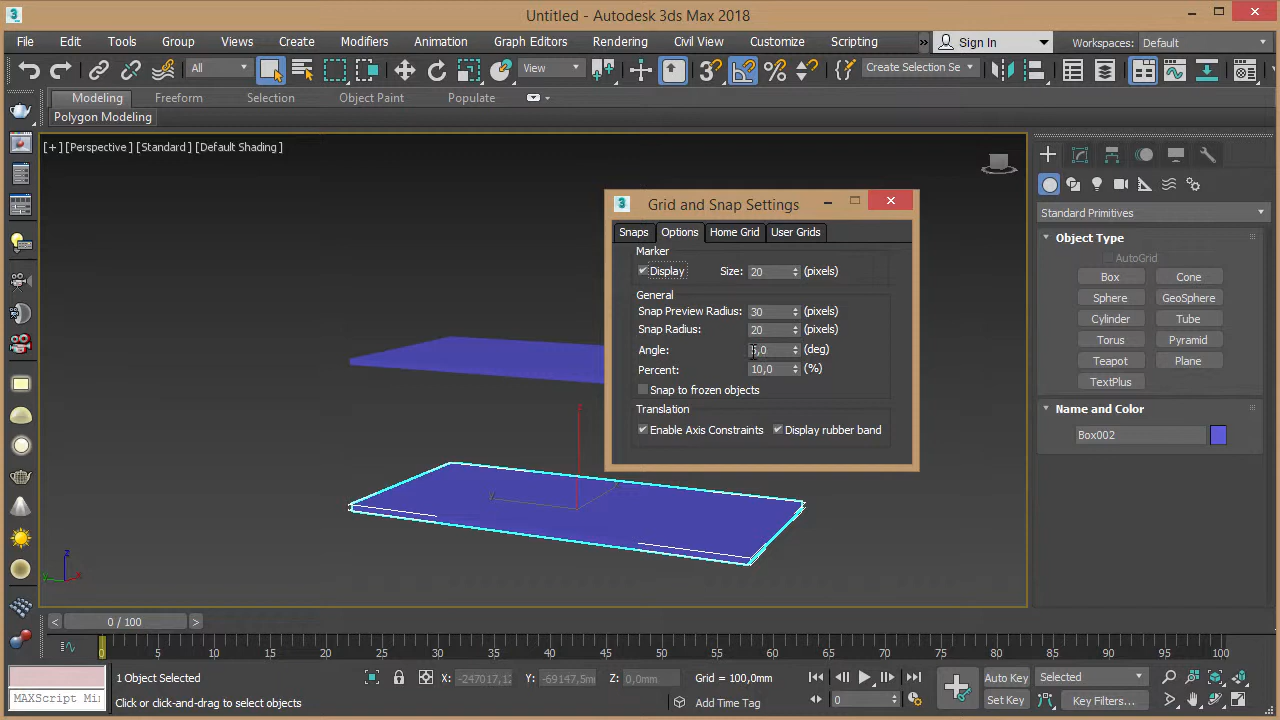 Untitled - Autodesk 3ds Max 2018
File Edit Tools Group Views Create Modifiers Animation Graph Editors Rendering Civil View Customize Scripting » Sign In Workspaces: Default
All View Create Selection Se
Modeling Freeform Selection Object Paint Populate
Polygon Modeling
[+] [Perspective] [Standard] [Default Shading]
Standard Primitives
Object Type
AutoGrid
Box Cone
Sphere GeoSphere
Cylinder Tube
Torus Pyramid
Teapot Plane
TextPlus
Name and Color
Box002
Grid and Snap Settings
Snaps Options Home Grid User Grids
Marker
Display Size: 20 (pixels)
General
Snap Preview Radius: 30 (pixels)
Snap Radius: 20 (pixels)
Angle: ,0 (deg)
Percent: 10,0 (%)
Snap to frozen objects
Translation
Enable Axis Constraints Display rubber band
z
y
z
y x
< 0 / 100 >
0 5 10 15 20 25 30 35 40 45 50 55 60 65 70 75 80 85 90 95 100
1 Object Selected X: -247017,12 Y: -69147,5m Z: 0,0mm Grid = 100,0mm Auto Key Selected
MAXScript Mi Click or click-and-drag to select objects Add Time Tag 0 Set Key Key Filters...